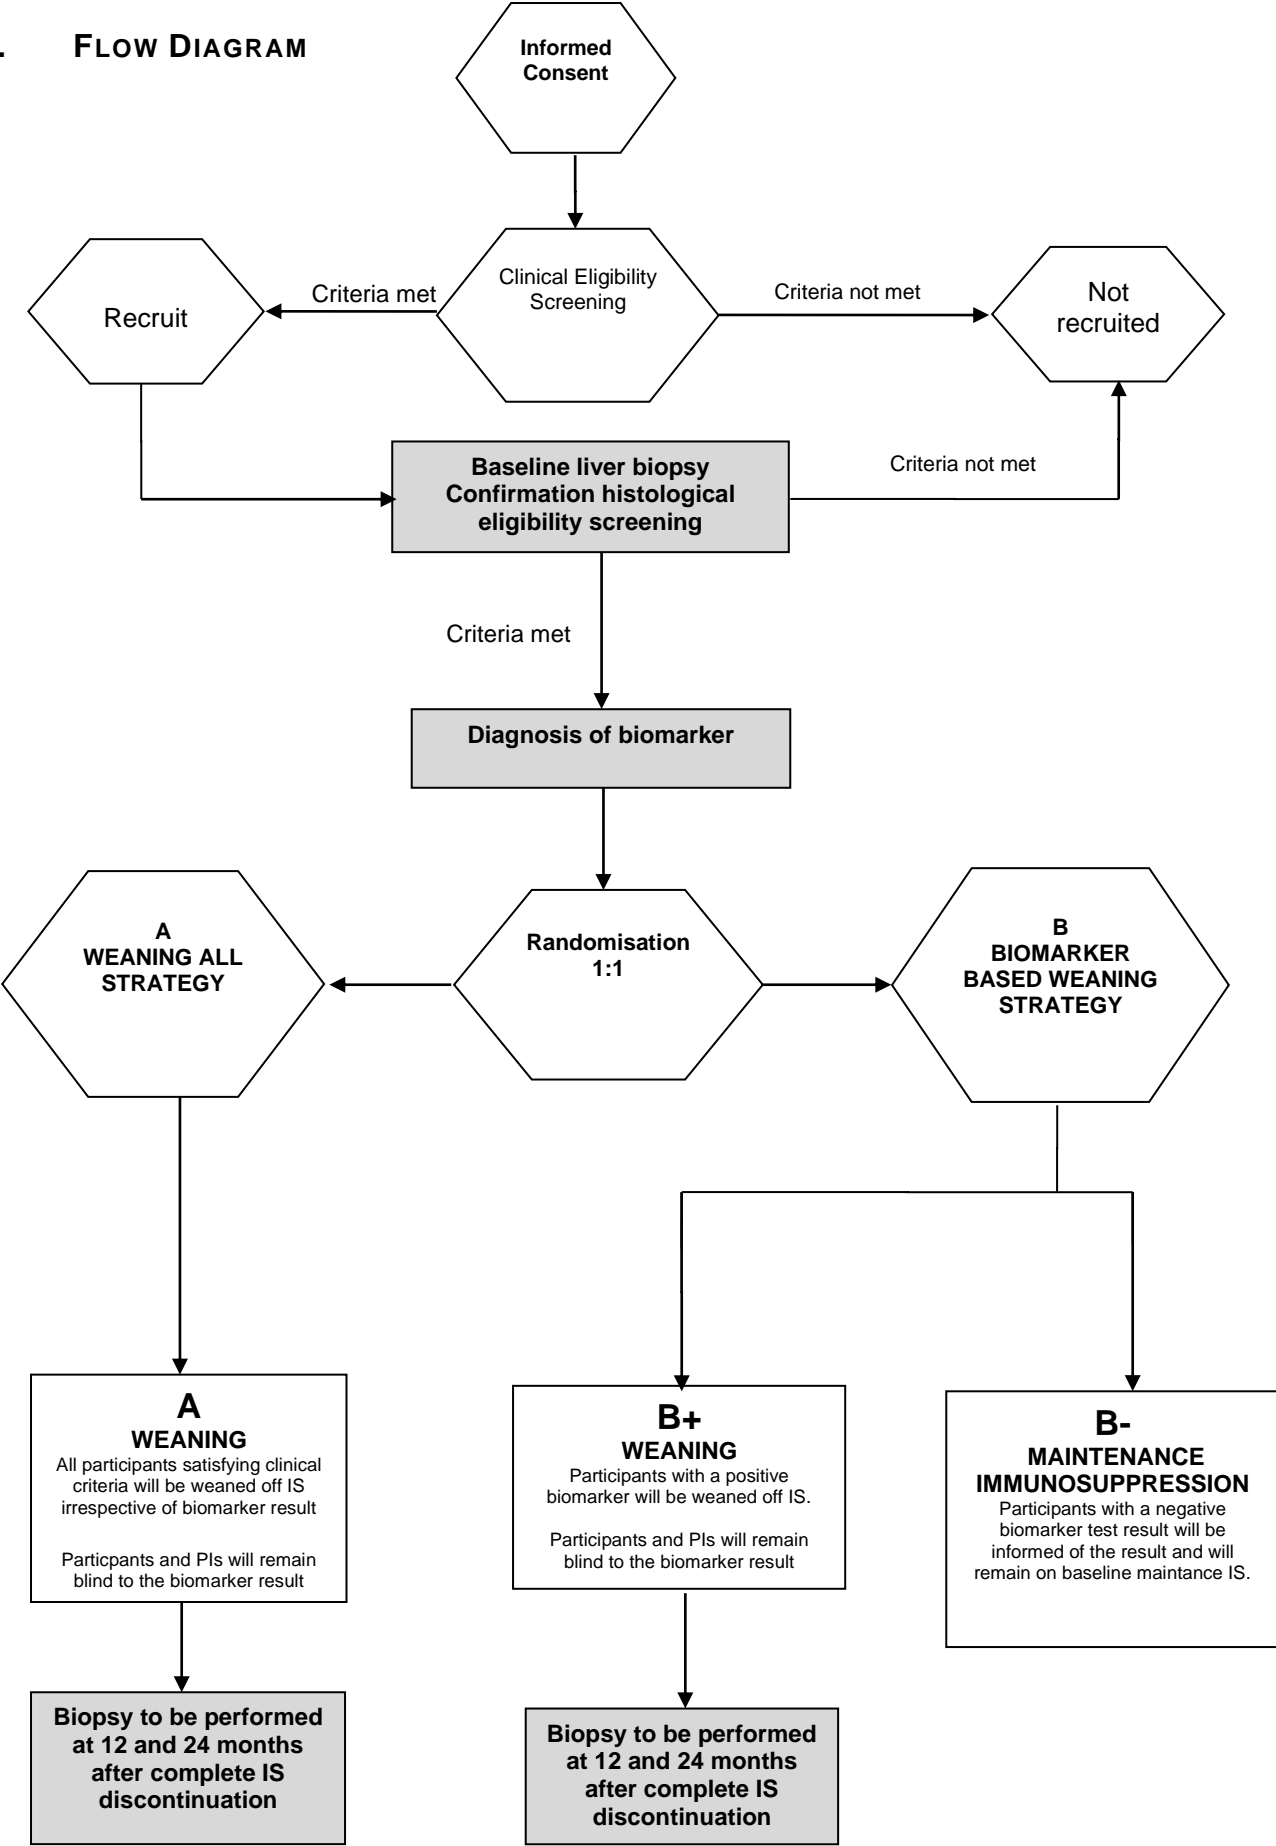 . FLOW DIAGRAM
Informed
Consent
Clinical Eligibility
Screening
Criteria met
Recruit
Criteria not met
Not
recruited
Baseline liver biopsy
Confirmation histological
eligibility screening
Criteria not met
Criteria met
Diagnosis of biomarker
Randomisation
1:1
A
WEANING ALL
STRATEGY
B
BIOMARKER
BASED WEANING
STRATEGY
A
WEANING
All participants satisfying clinical
criteria will be weaned off IS
irrespective of biomarker result
Particpants and PIs will remain
blind to the biomarker result
B+
WEANING
Participants with a positive
biomarker will be weaned off IS.
Participants and PIs will remain
blind to the biomarker result
B-
MAINTENANCE
IMMUNOSUPPRESSION
Participants with a negative
biomarker test result will be
informed of the result and will
remain on baseline maintance IS.
Biopsy to be performed
at 12 and 24 months
after complete IS
discontinuation
Biopsy to be performed
at 12 and 24 months
after complete IS
discontinuation